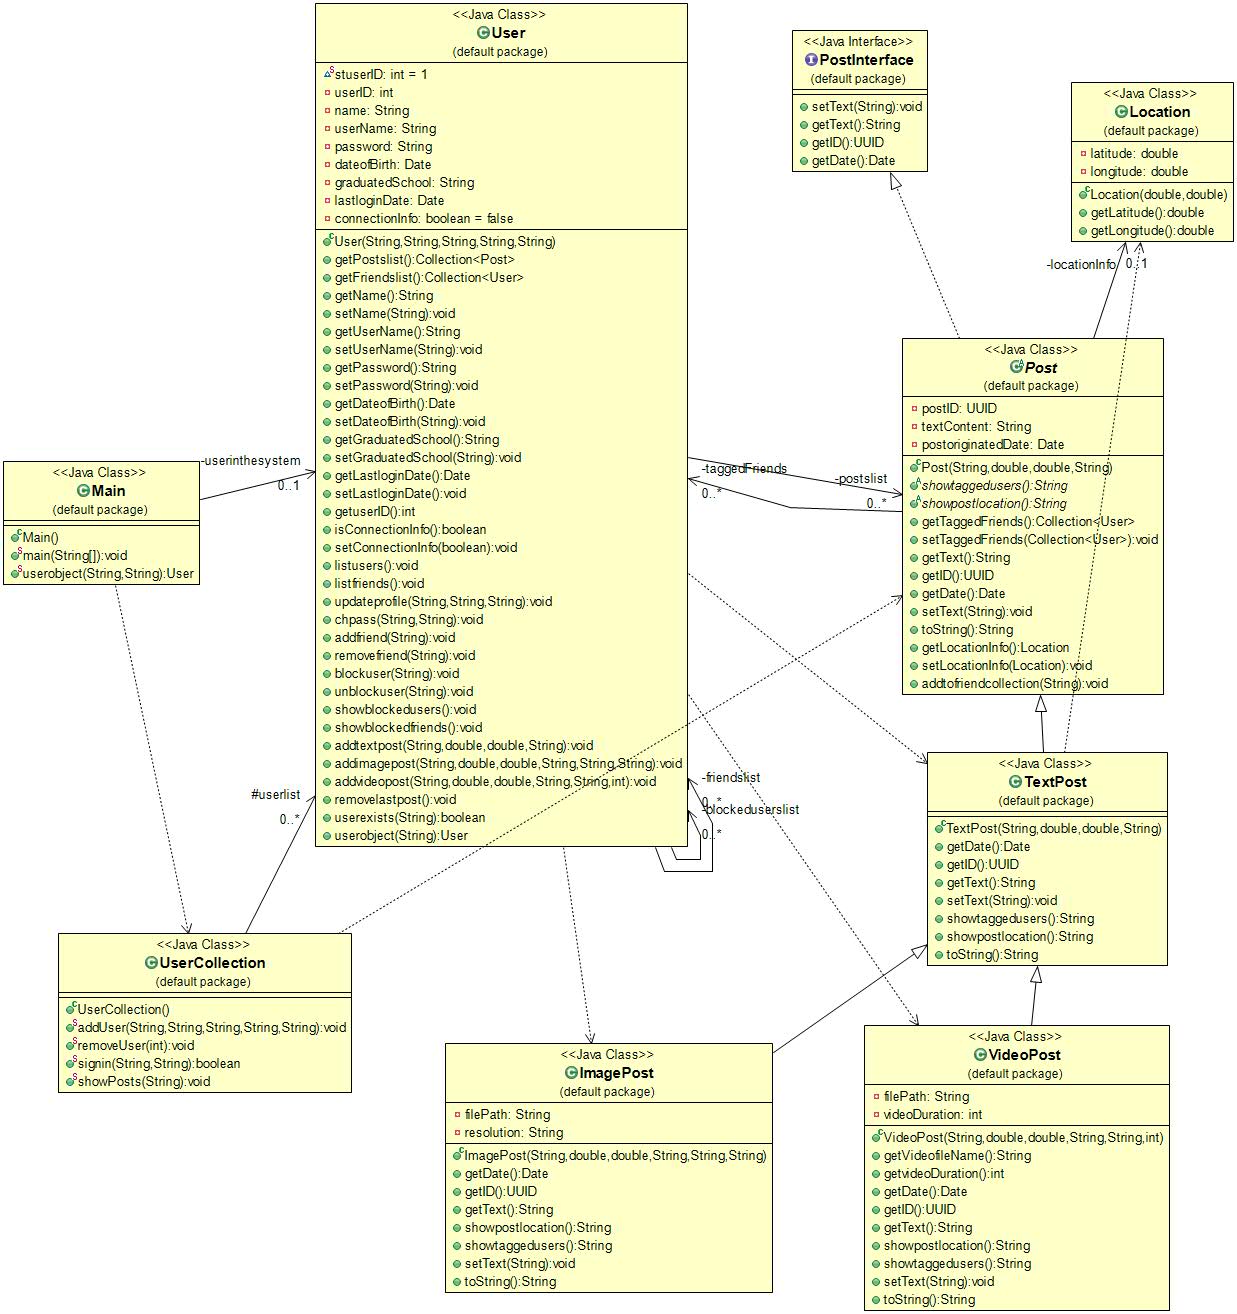 <<Java Class>>
User
(default package)
stuserID: int = 1
userID: int
name: String
userName: String
password: String
dateofBirth: Date
graduatedSchool: String
lastloginDate: Date
connectionInfo: boolean = false
User(String,String,String,String,String)
getPostslist():Collection<Post>
getFriendslist():Collection<User>
getName():String
setName(String):void
getUserName():String
setUserName(String):void
getPassword():String
setPassword(String):void
getDateofBirth():Date
setDateofBirth(String):void
getGraduatedSchool():String
setGraduatedSchool(String):void
getLastloginDate():Date
setLastloginDate():void
getuserID():int
isConnectionInfo():boolean
setConnectionInfo(boolean):void
listusers():void
listfriends():void
updateprofile(String,String,String):void
chpass(String,String):void
addfriend(String):void
removefriend(String):void
blockuser(String):void
unblockuser(String):void
showblockedusers():void
showblockedfriends():void
addtextpost(String,double,double,String):void
addimagepost(String,double,double,String,String,String):void
addvideopost(String,double,double,String,String,int):void
removelastpost():void
userexists(String):boolean
userobject(String):User
<<Java Interface>>
PostInterface
(default package)
setText(String):void
getText():String
getID():UUID
getDate():Date
<<Java Class>>
Location
(default package)
latitude: double
longitude: double
Location(double,double)
getLatitude():double
getLongitude():double
-locationInfo
0..1
<<Java Class>>
Post
(default package)
postID: UUID
textContent: String
postoriginatedDate: Date
Post(String,double,double,String)
showtaggedusers():String
showpostlocation():String
getTaggedFriends():Collection<User>
setTaggedFriends(Collection<User>):void
getText():String
getID():UUID
getDate():Date
setText(String):void
toString():String
getLocationInfo():Location
setLocationInfo(Location):void
addtofriendcollection(String):void
-taggedFriends
0..*
-postslist
0..*
-userinthesystem
0..1
<<Java Class>>
Main
(default package)
Main()
main(String[]):void
userobject(String,String):User
#userlist
0..*
-friendslist
0..*
-blockeduserslist
0..*
<<Java Class>>
TextPost
(default package)
TextPost(String,double,double,String)
getDate():Date
getID():UUID
getText():String
setText(String):void
showtaggedusers():String
showpostlocation():String
toString():String
<<Java Class>>
UserCollection
(default package)
UserCollection()
addUser(String,String,String,String,String):void
removeUser(int):void
signin(String,String):boolean
showPosts(String):void
<<Java Class>>
ImagePost
(default package)
filePath: String
resolution: String
ImagePost(String,double,double,String,String,String)
getDate():Date
getID():UUID
getText():String
showpostlocation():String
showtaggedusers():String
setText(String):void
toString():String
<<Java Class>>
VideoPost
(default package)
filePath: String
videoDuration: int
VideoPost(String,double,double,String,String,int)
getVideofileName():String
getvideoDuration():int
getDate():Date
getID():UUID
getText():String
showpostlocation():String
showtaggedusers():String
setText(String):void
toString():String